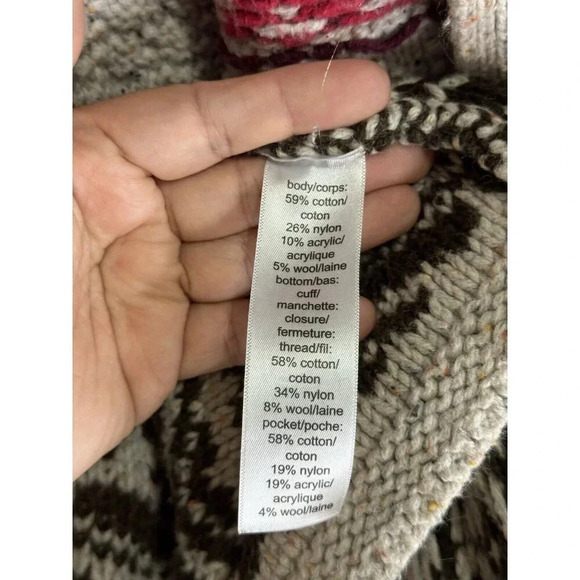 body/corps:
59% cotton/
coton
26% nylon
10% acrylic/
acrylique
5% wool/laine
bottom/bas:
cuff/
manchette:
closure/
fermeture:
thread/fil:
58% cotton/
coton
34% nylon
8% wool/laine
pocket/poche:
58% cotton/
coton
19% nylon
19% acrylic/
acrylique
4% wool/laine